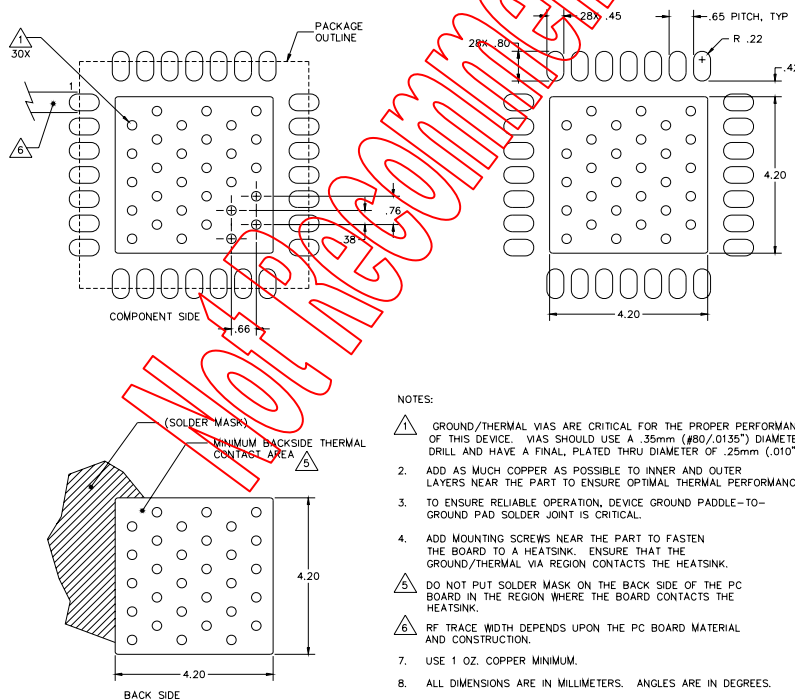 1
30X
PACKAGE
OUTLINE
1
6
.76
.38
.66
COMPONENT SIDE
28X .45
.65 PITCH, TYP
28X .80
R .22
4.20
4.20
Not Recommen
(SOLDER MASK)
MINIMUM BACKSIDE THERMAL
CONTACT AREA 5
4.20
4.20
BACK SIDE
NOTES:
1 GROUND/THERMAL VIAS ARE CRITICAL FOR THE PROPER PERFORMAN
OF THIS DEVICE. VIAS SHOULD USE A .35mm (#80/.0135") DIAMETE
DRILL AND HAVE A FINAL, PLATED THRU DIAMETER OF .25mm (.010"
2. ADD AS MUCH COPPER AS POSSIBLE TO INNER AND OUTER
LAYERS NEAR THE PART TO ENSURE OPTIMAL THERMAL PERFORMANC
3. TO ENSURE RELIABLE OPERATION, DEVICE GROUND PADDLE-TO-
GROUND PAD SOLDER JOINT IS CRITICAL.
4. ADD MOUNTING SCREWS NEAR THE PART TO FASTEN
THE BOARD TO A HEATSINK. ENSURE THAT THE
GROUND/THERMAL VIA REGION CONTACTS THE HEATSINK.
5 DO NOT PUT SOLDER MASK ON THE BACK SIDE OF THE PC
BOARD IN THE REGION WHERE THE BOARD CONTACTS THE
HEATSINK.
6 RF TRACE WIDTH DEPENDS UPON THE PC BOARD MATERIAL
AND CONSTRUCTION.
7. USE 1 OZ. COPPER MINIMUM.
8. ALL DIMENSIONS ARE IN MILLIMETERS. ANGLES ARE IN DEGREES.